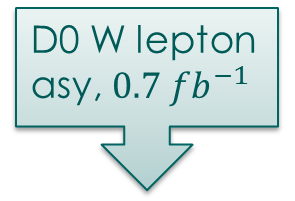 D0 W lepton
asy, 0.7 fb⁻¹